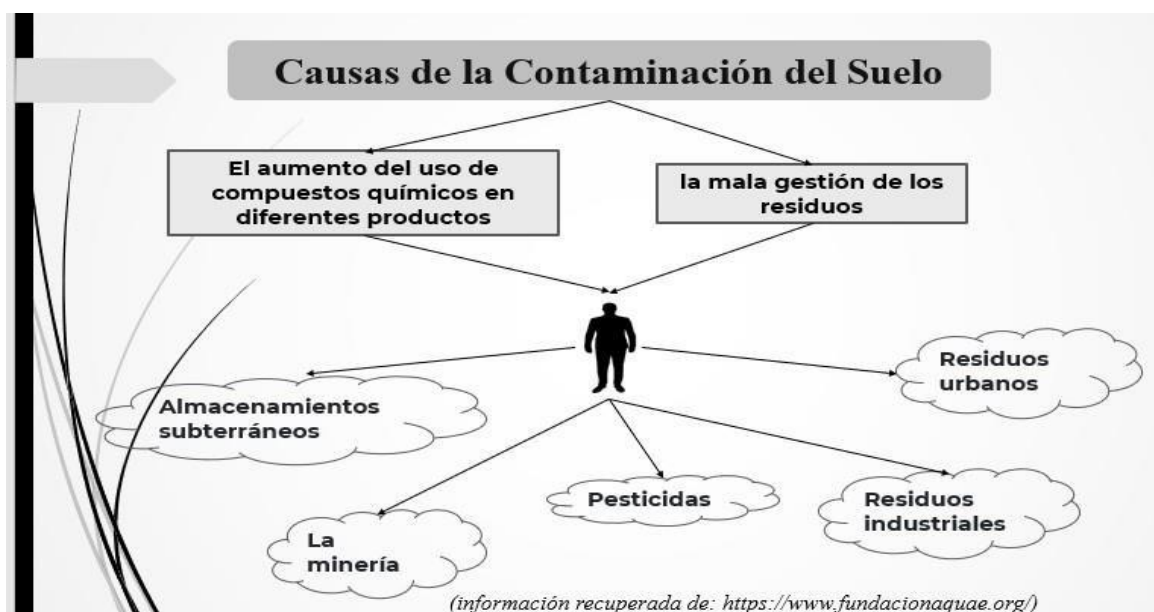 Causas de la Contaminación del Suelo
El aumento del uso de
compuestos químicos en
diferentes productos
la mala gestión de los
residuos
Residuos
urbanos
Almacenamientos
subterráneos
Pesticidas
Residuos
industriales
La
minería
(información recuperada de: https://www.fundacionaquae.org/)